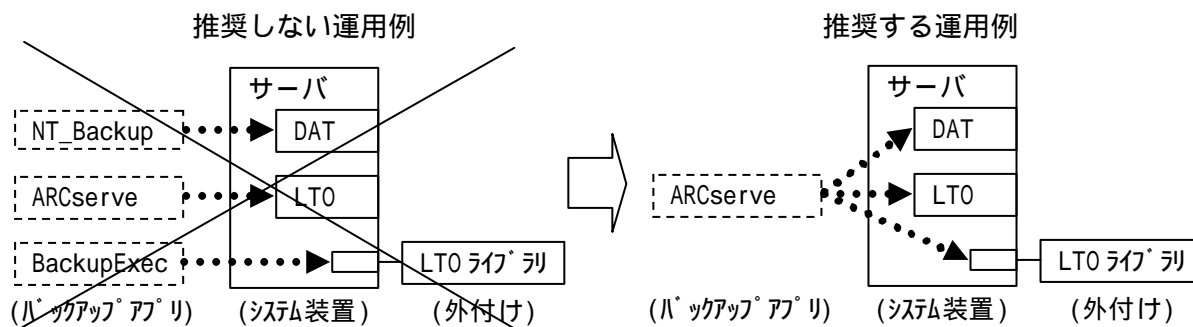 推奨しない運用例
サーバ
NT_Backup
DAT
ARCserve
LTO
BackupExec
LTO ﾗｲﾌﾞﾗﾘ
(ﾊﾞｯｸｱｯﾌﾟｱﾌﾟﾘ)
(ｼｽﾃﾑ装置)
(外付け)
推奨する運用例
サーバ
DAT
ARCserve
LTO
LTO ﾗｲﾌﾞﾗﾘ
(ﾊﾞｯｸｱｯﾌﾟｱﾌﾟﾘ)
(ｼｽﾃﾑ装置)
(外付け)